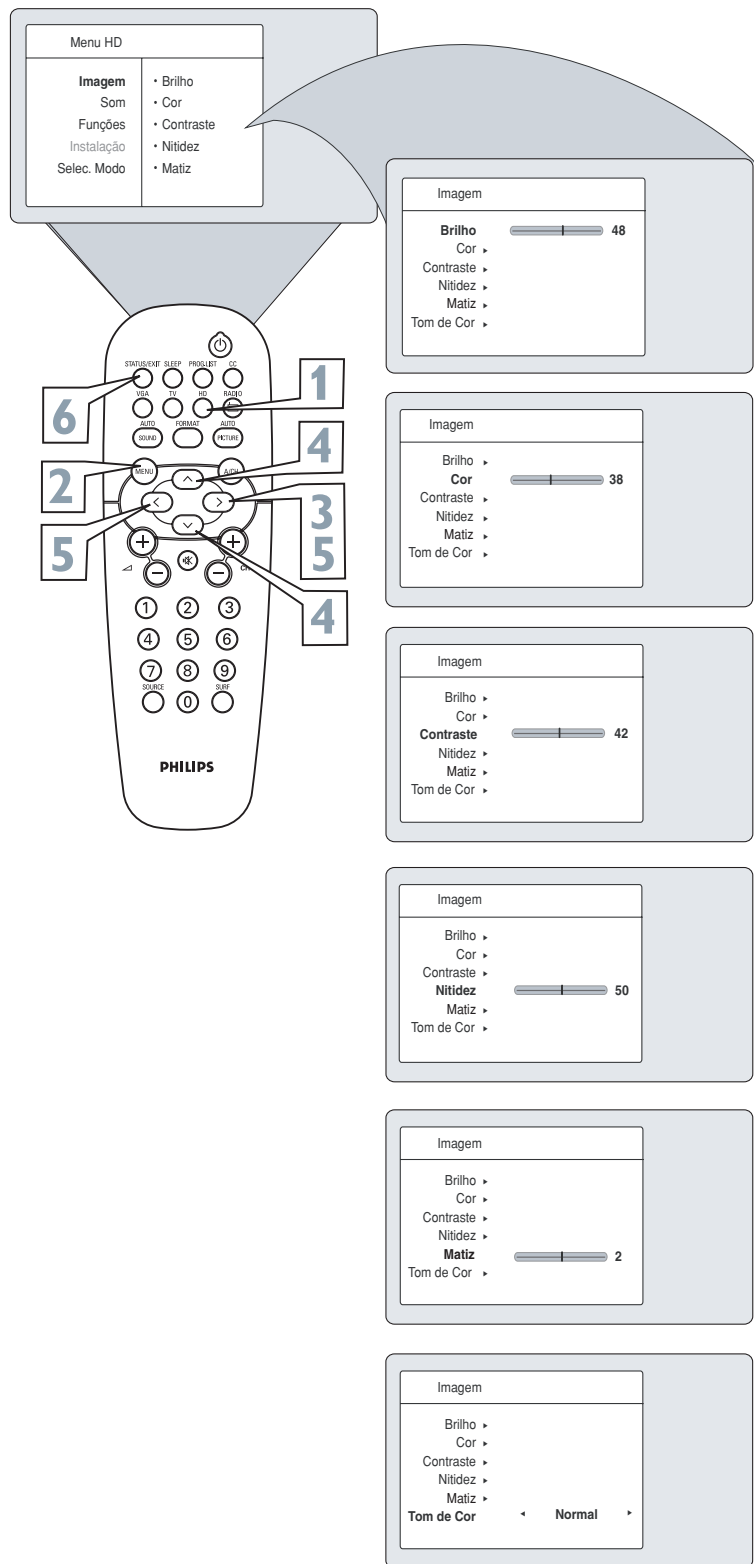 Menu HD
Imagem • Brilho
Som • Cor
Funções • Contraste
Instalação • Nitidez
Selec. Modo • Matiz
STATUS/EXIT SLEEP PROG.LIST CC
VGA TV HD RADIO
AUTO FORMAT AUTO
SOUND PICTURE
MENU A/CH
CH
1 2 3
4 5 6
7 8 9
SOURCE 0 SURF
PHILIPS
6
1
2
4
3
5
5
4
Imagem
Brilho 48
Cor ▸
Contraste ▸
Nitidez ▸
Matiz ▸
Tom de Cor ▸
Imagem
Brilho ▸
Cor 38
Contraste ▸
Nitidez ▸
Matiz ▸
Tom de Cor ▸
Imagem
Brilho ▸
Cor ▸
Contraste 42
Nitidez ▸
Matiz ▸
Tom de Cor ▸
Imagem
Brilho ▸
Cor ▸
Contraste ▸
Nitidez 50
Matiz ▸
Tom de Cor ▸
Imagem
Brilho ▸
Cor ▸
Contraste ▸
Nitidez ▸
Matiz 2
Tom de Cor ▸
Imagem
Brilho ▸
Cor ▸
Contraste ▸
Nitidez ▸
Matiz ▸
Tom de Cor ◂ Normal ▸